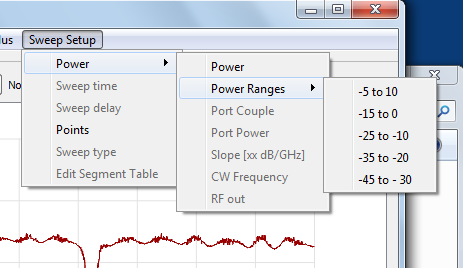 lus Sweep Setup
No
Power
Sweep time
Sweep delay
Points
Sweep type
Edit Segment Table
Power
Power Ranges
Port Couple
Port Power
Slope [xx dB/GHz]
CW Frequency
RF out
-5 to 10
-15 to 0
-25 to -10
-35 to -20
-45 to - 30